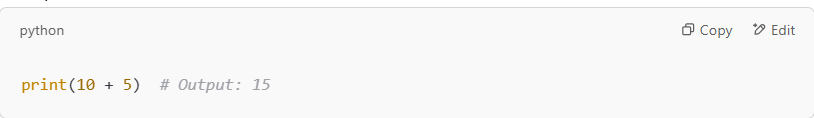 python Copy Edit
print(10 + 5)  # Output: 15